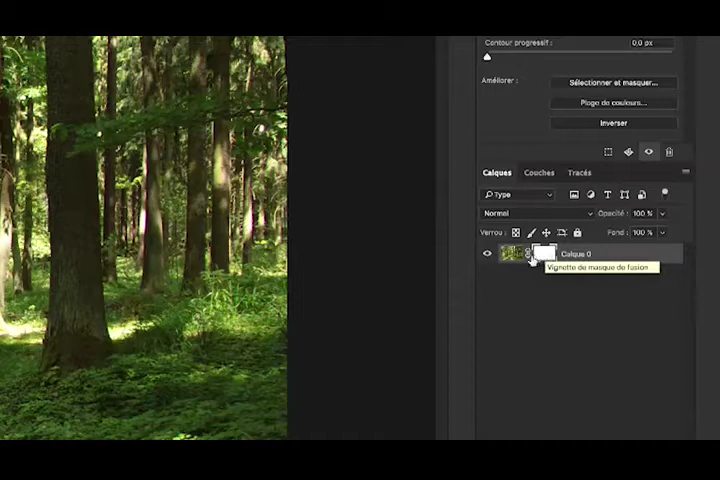 Contour progressif : 0,0 px
Améliorer : Sélectionner et masquer...
Plage de couleurs...
Inverser
Calques Couches Tracés
Type
Normal Opacité : 100 %
Verrou : Fond : 100 %
Calque 0
Vignette de masque de fusion